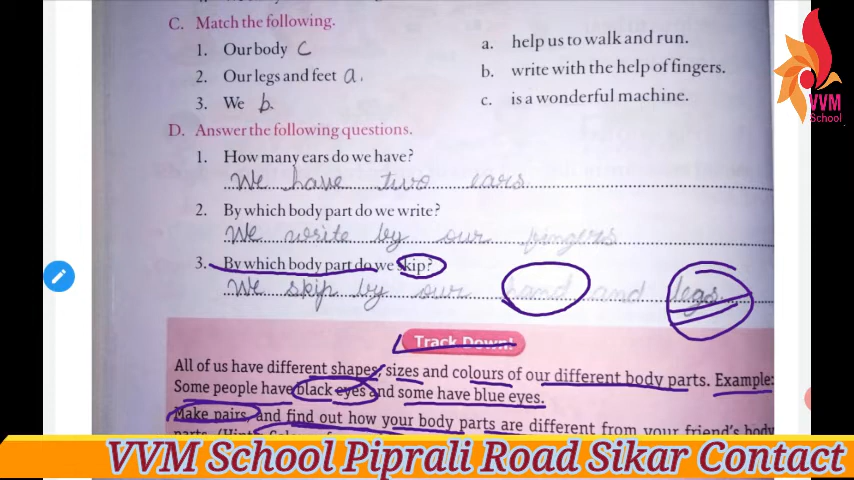 C. Match the following.
1. Our body c
a. help us to walk and run.
2. Our legs and feet a.
b. write with the help of fingers.
3. We b
c. is a wonderful machine.
D. Answer the following questions.
1. How many ears do we have?
We have two ears
2. By which body part do we write?
We write by our fingers
3. By which body part do we skip?
We skip by our hand and legs
Track Down!
All of us have different shapes, sizes and colours of our different body parts. Example:
Some people have black eyes and some have blue eyes.
Make pairs and find out how your body parts are different from your friend's body
VVM
School
VVM School Piprali Road Sikar Contact